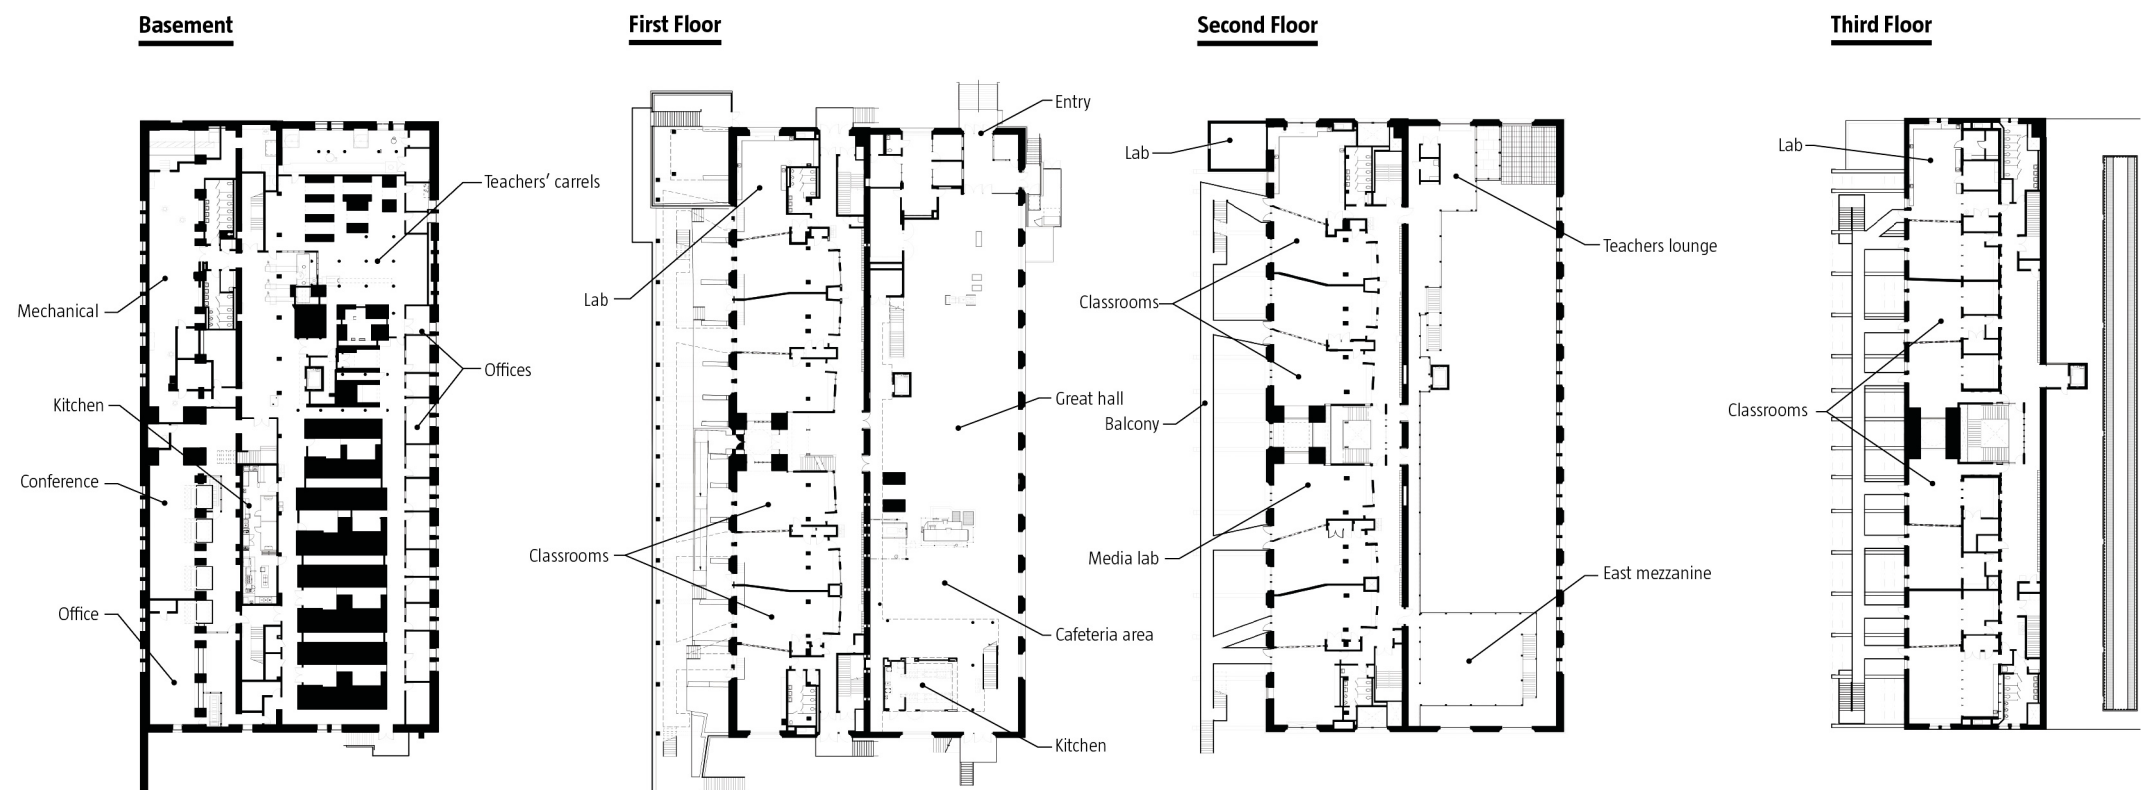 Basement
Teachers’ carrels
Mechanical
Offices
Kitchen
Conference
Office
First Floor
Entry
Lab
Great hall
Classrooms
Cafeteria area
Kitchen
Second Floor
Lab
Teachers lounge
Classrooms
Balcony
Media lab
East mezzanine
Third Floor
Lab
Classrooms